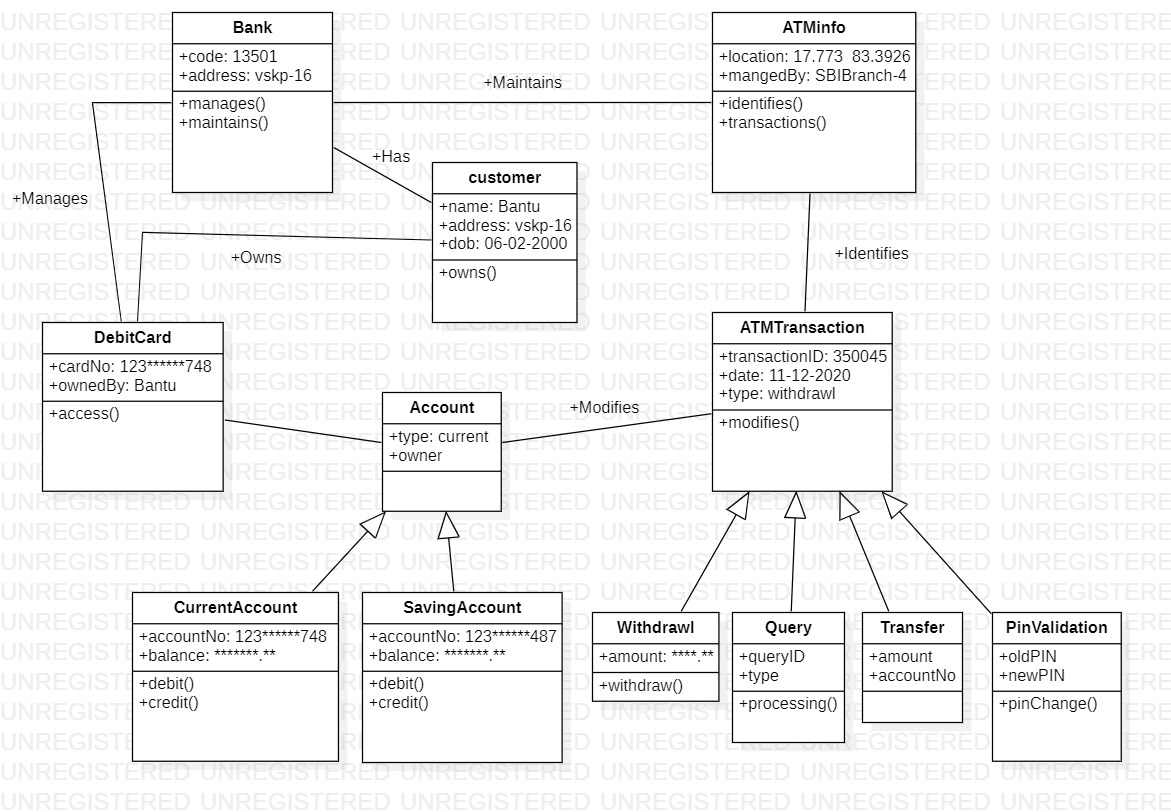 Bank
+code: 13501
+address: vskp-16
+manages()
+maintains()
+Maintains
ATMinfo
+location: 17.773 83.3926
+mangedBy: SBIBranch-4
+identifies()
+transactions()
+Has
customer
+name: Bantu
+address: vskp-16
+dob: 06-02-2000
+owns()
+Manages
+Owns
+Identifies
DebitCard
+cardNo: 123******748
+ownedBy: Bantu
+access()
Account
+type: current
+owner
+Modifies
ATMTransaction
+transactionID: 350045
+date: 11-12-2020
+type: withdrawl
+modifies()
CurrentAccount
+accountNo: 123******748
+balance: *******.**
+debit()
+credit()
SavingAccount
+accountNo: 123******487
+balance: *******.**
+debit()
+credit()
Withdrawl
+amount: ****.**
+withdraw()
Query
+queryID
+type
+processing()
Transfer
+amount
+accountNo
PinValidation
+oldPIN
+newPIN
+pinChange()
UNREGISTERED